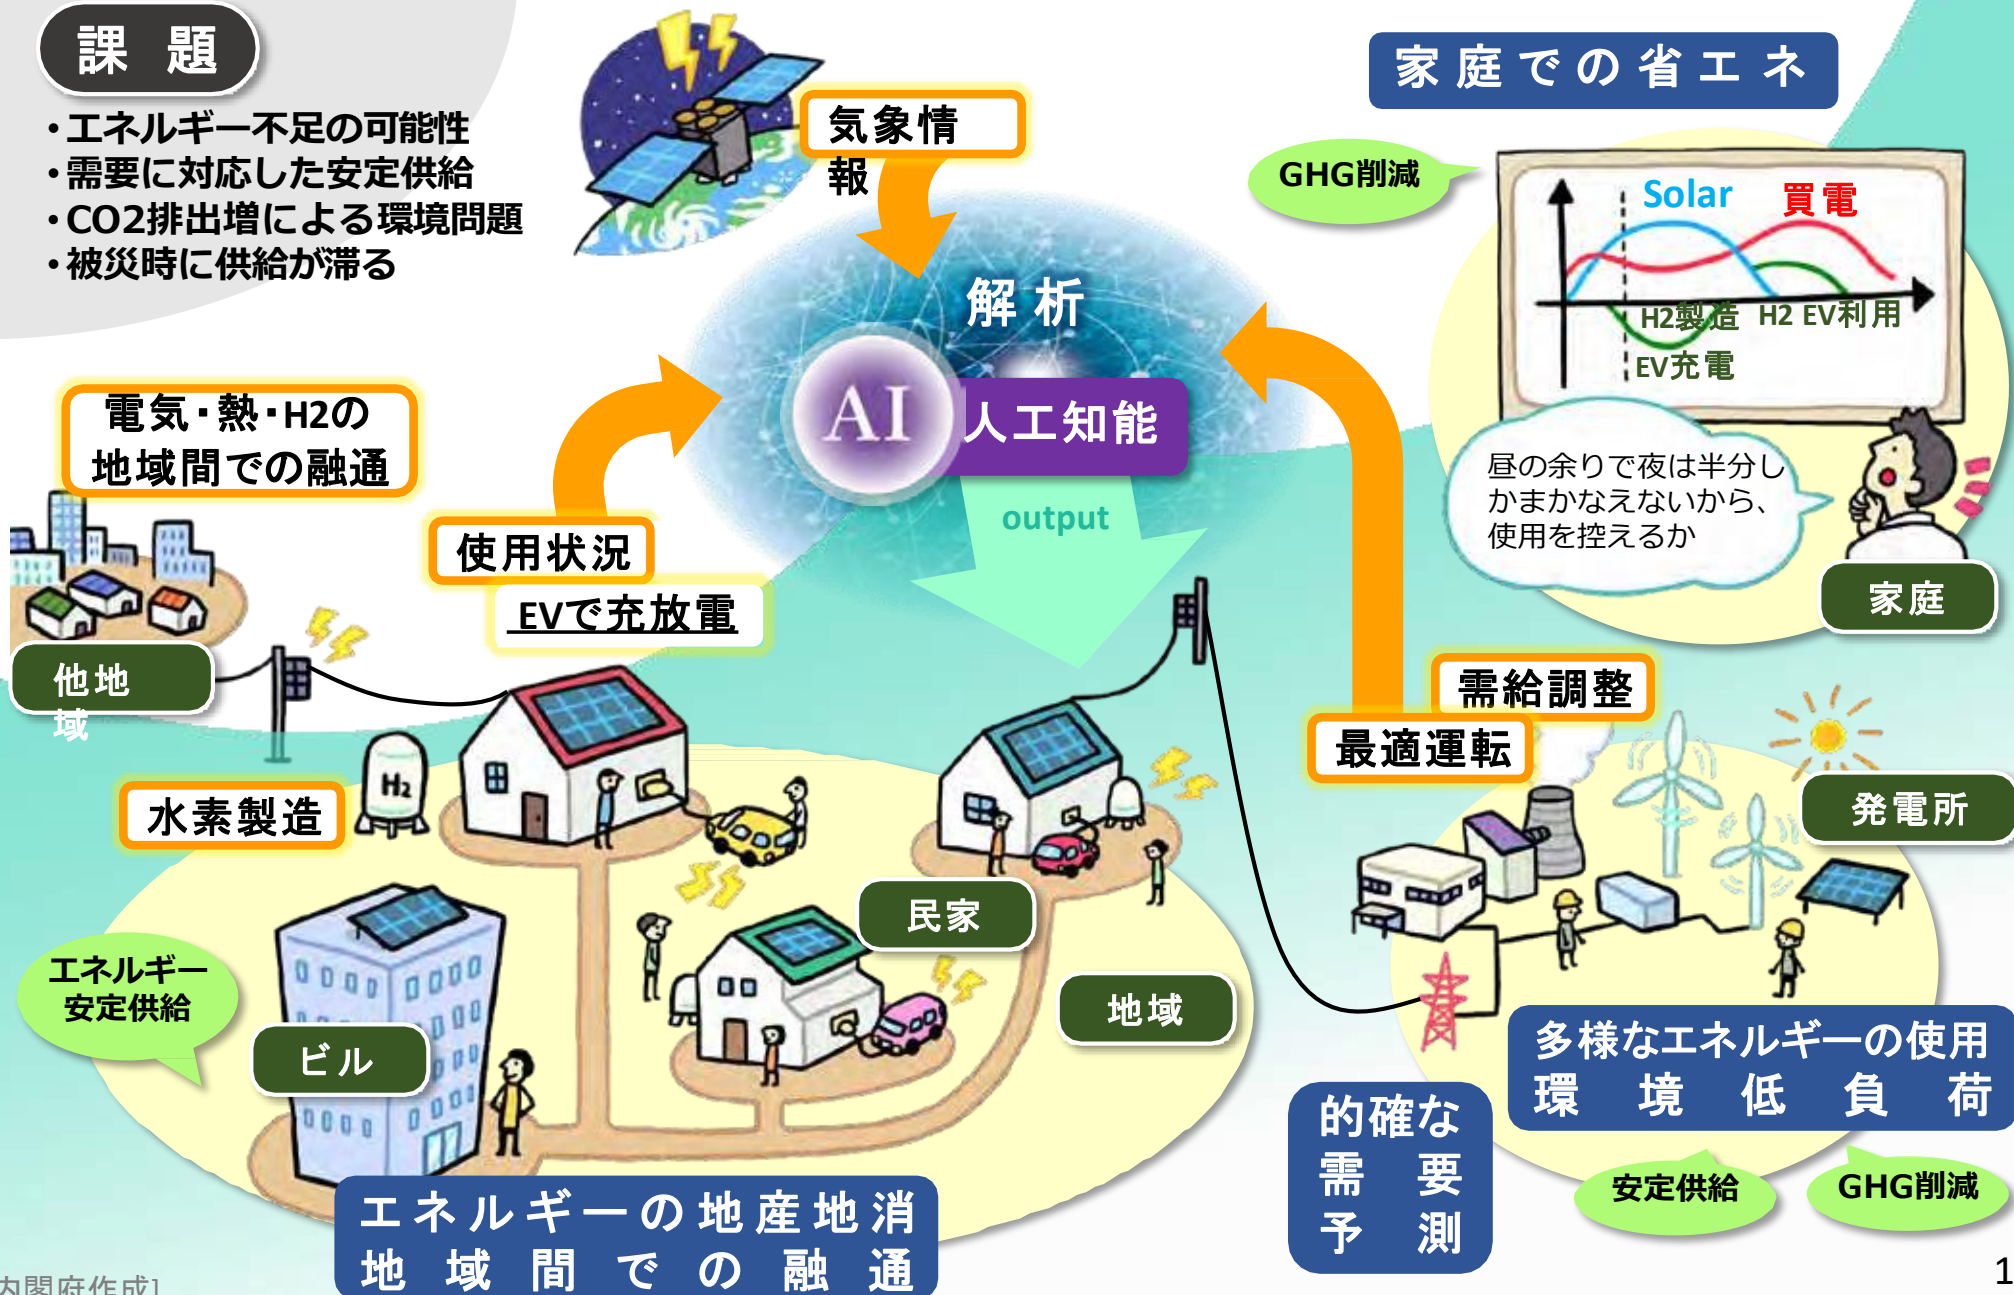 課 題
・エネルギー不足の可能性
・需要に対応した安定供給
・CO2排出増による環境問題
・被災時に供給が滞る
気象情
報
家庭での省エネ
GHG削減
Solar
買電
H2製造
H2 EV利用
EV充電
昼の余りで夜は半分し
かまかなえないから、
使用を控えるか
家庭
解析
AI
人工知能
output
電気・熱・H2の
地域間での融通
使用状況
EVで充放電
他地
域
水素製造
H2
需給調整
最適運転
発電所
民家
地域
エネルギー
安定供給
ビル
エネルギーの地産地消
地域間での融通
的確な
需要
予測
多様なエネルギーの使用
環境低負荷
安定供給
GHG削減
内閣府作成]
1